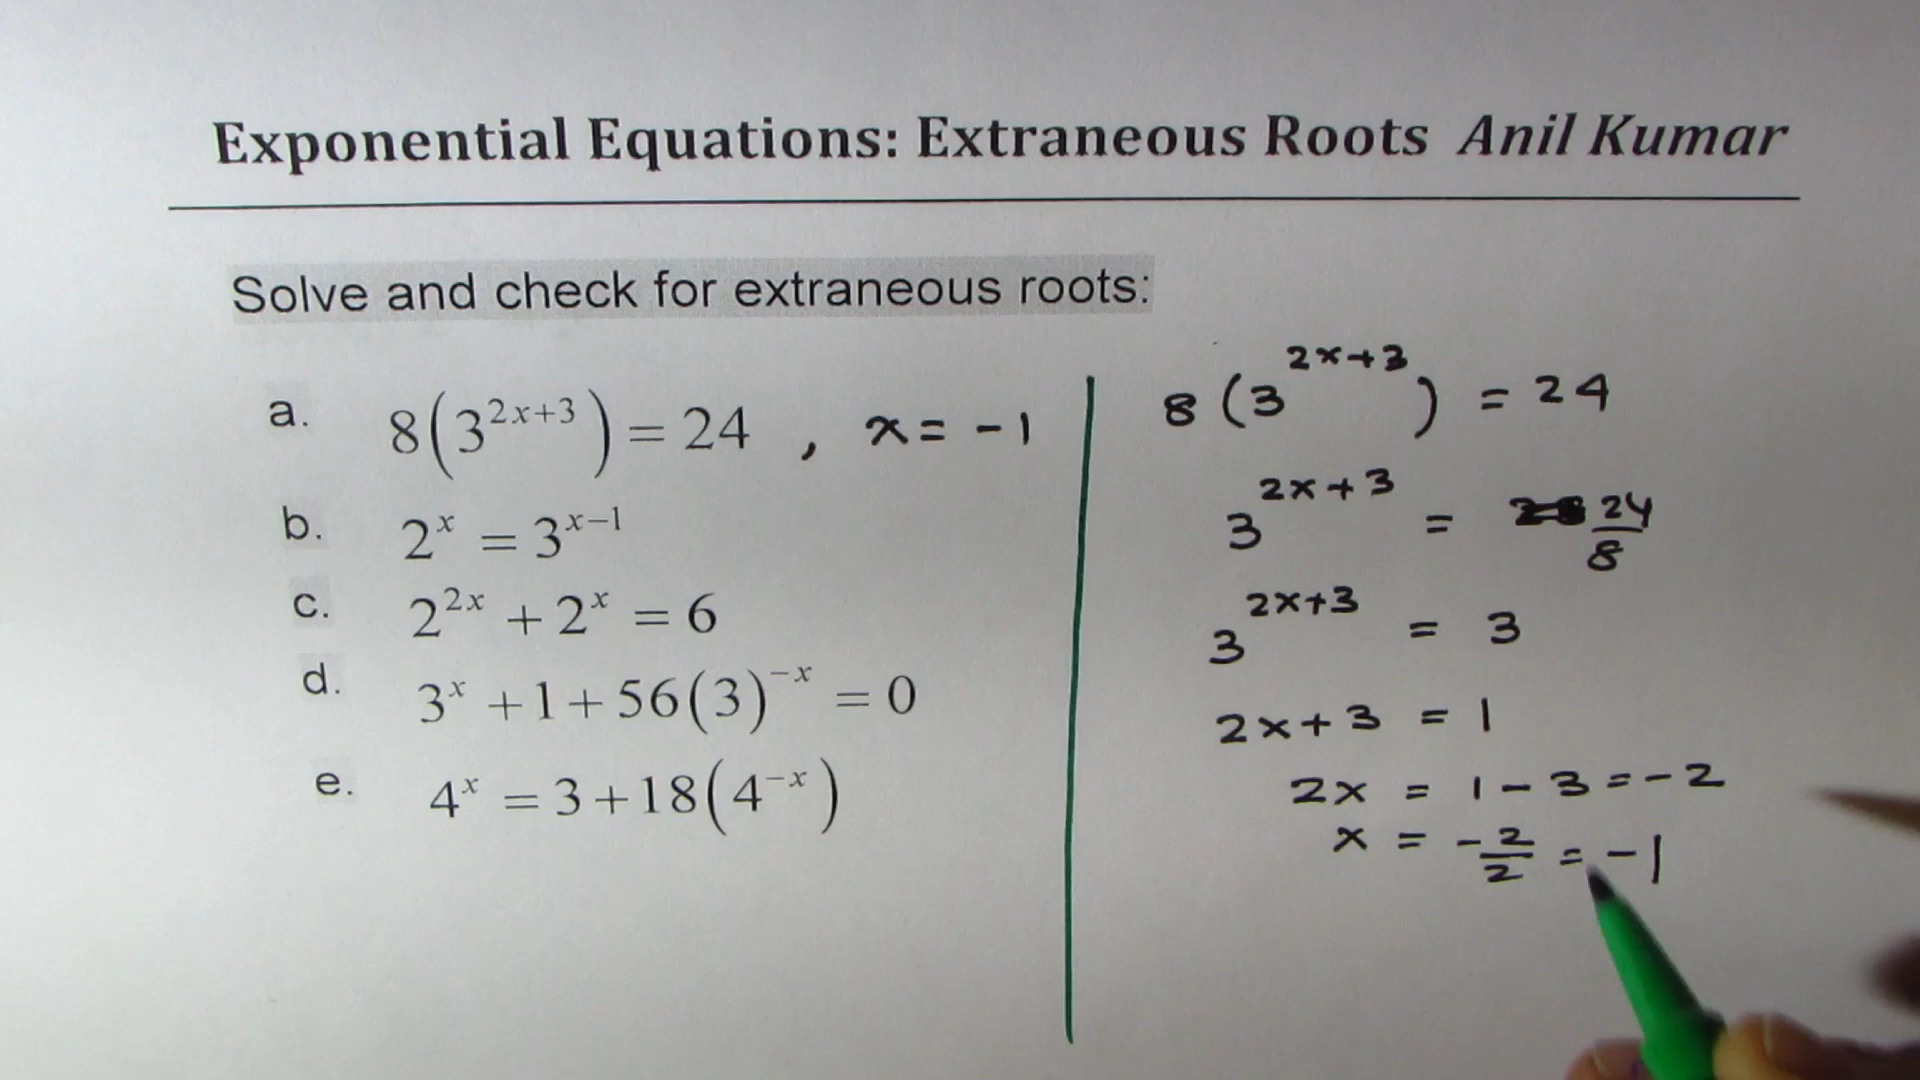 Exponential Equations: Extraneous Roots Anil Kumar
Solve and check for extraneous roots:
a. 8(3^{2x+3}) = 24 , x = -1
b. 2^x = 3^{x-1}
c. 2^{2x} + 2^x = 6
d. 3^x + 1 + 56(3)^{-x} = 0
e. 4^x = 3 + 18(4^{-x})
8(3^{2x+3}) = 24
3^{2x+3} = 24/8
3^{2x+3} = 3
2x+3 = 1
2x = 1-3 = -2
x = -2/2 = -1